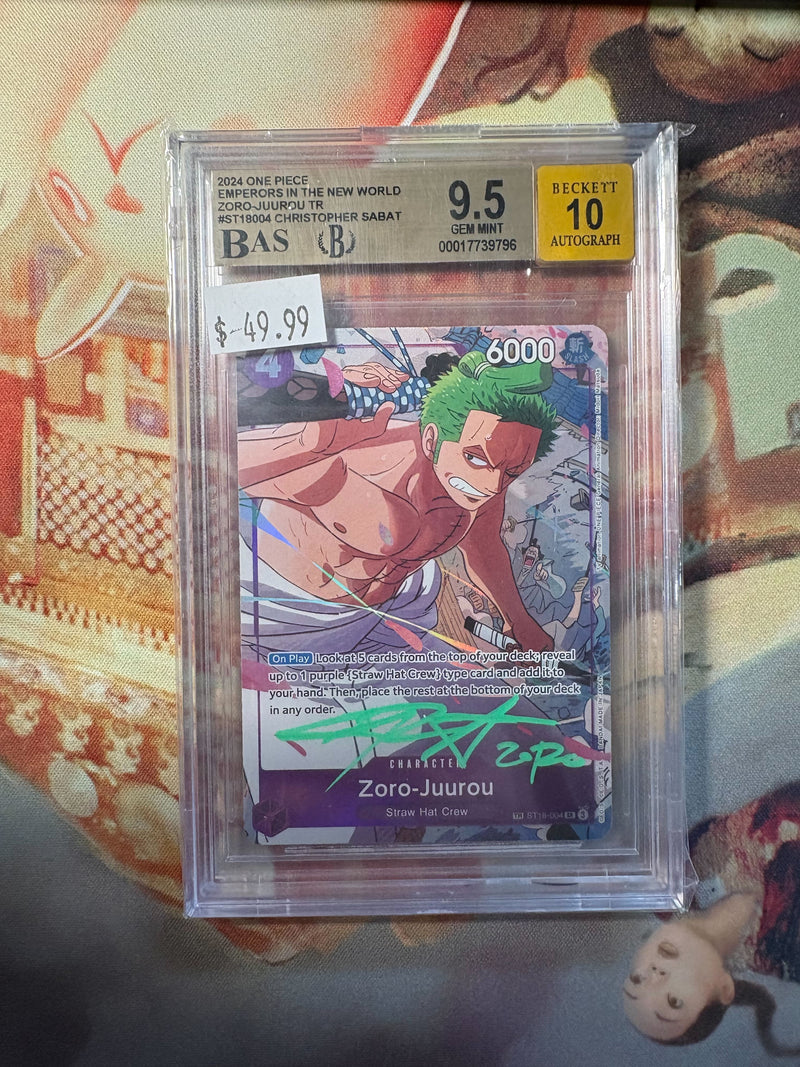 2024 ONE PIECE
EMPERORS IN THE NEW WORLD
ZORO-JUUROU TR
#ST18004 CHRISTOPHER SABAT
BAS
B
9.5
GEM MINT
00017739796
BECKETT
10
AUTOGRAPH
$ 49.99
4
6000
斬
SLASH
On Play Look at 5 cards from the top of your deck; reveal
up to 1 purple {Straw Hat Crew} type card and add it to
your hand. Then, place the rest at the bottom of your deck
in any order.
Zoro
CHARACTER
Zoro-Juurou
Straw Hat Crew
TR ST18-004